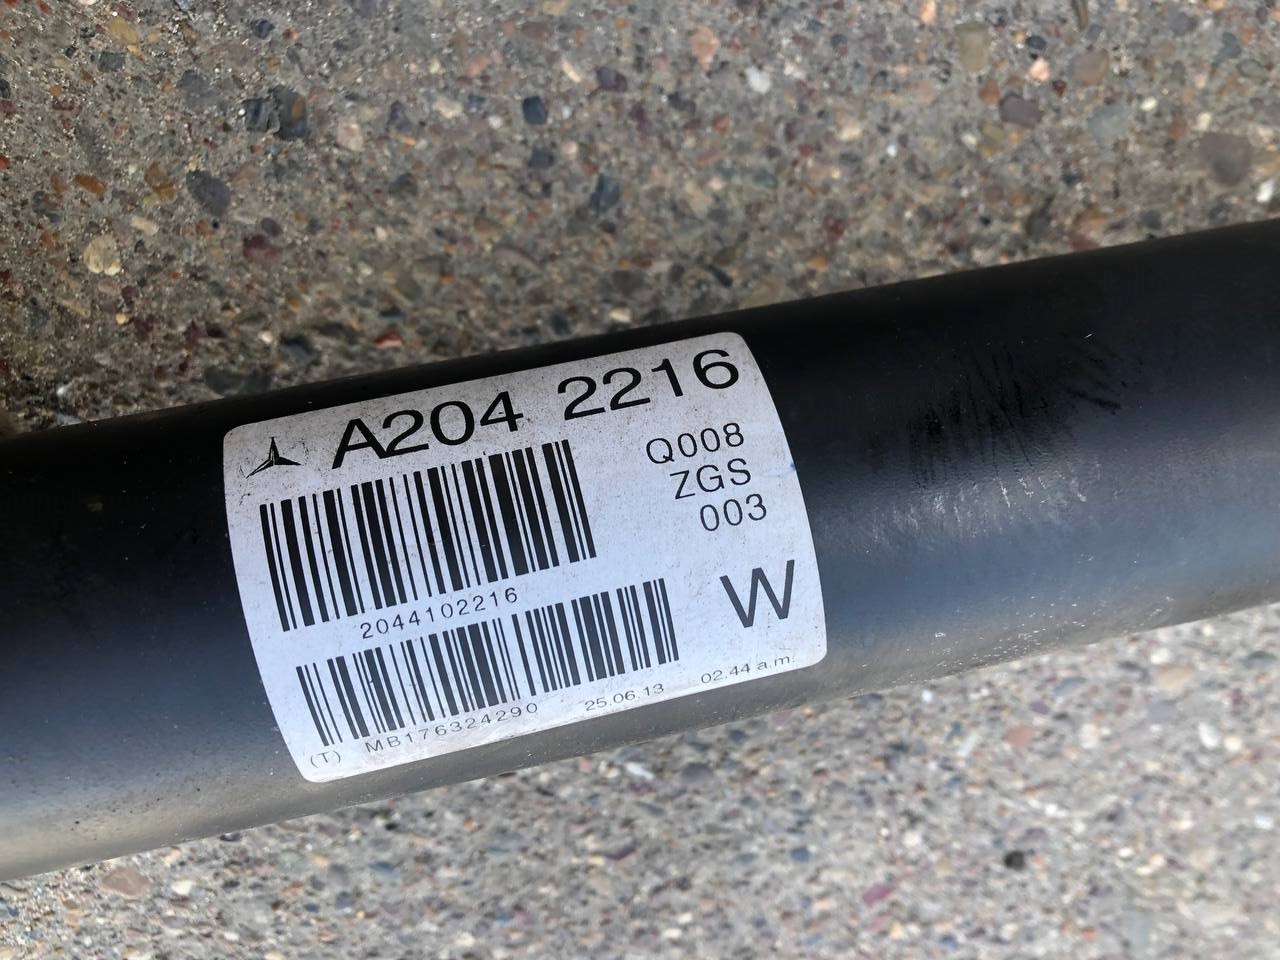 A204 2216
Q008
ZGS
003
2044102216
W
(T) MB176324290 25.06.13 02.44 a.m.